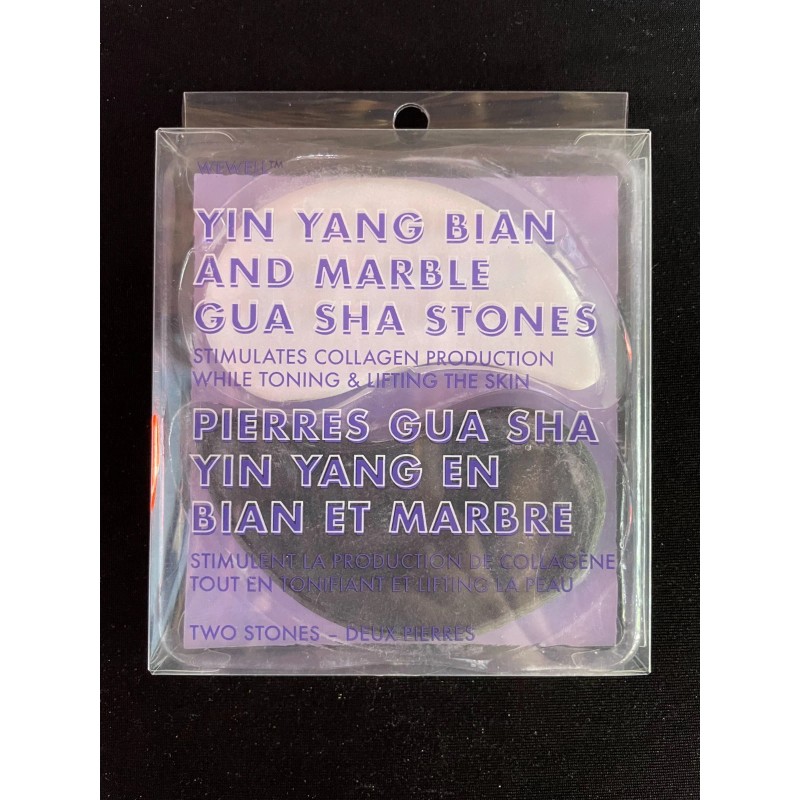 WEWELL™
YIN YANG BIAN
AND MARBLE
GUA SHA STONES
STIMULATES COLLAGEN PRODUCTION
WHILE TONING & LIFTING THE SKIN
PIERRES GUA SHA
YIN YANG EN
BIAN ET MARBRE
STIMULENT LA PRODUCTION DE COLLAGÈNE
TOUT EN TONIFIANT ET LIFTING LA PEAU
TWO STONES – DEUX PIERRES